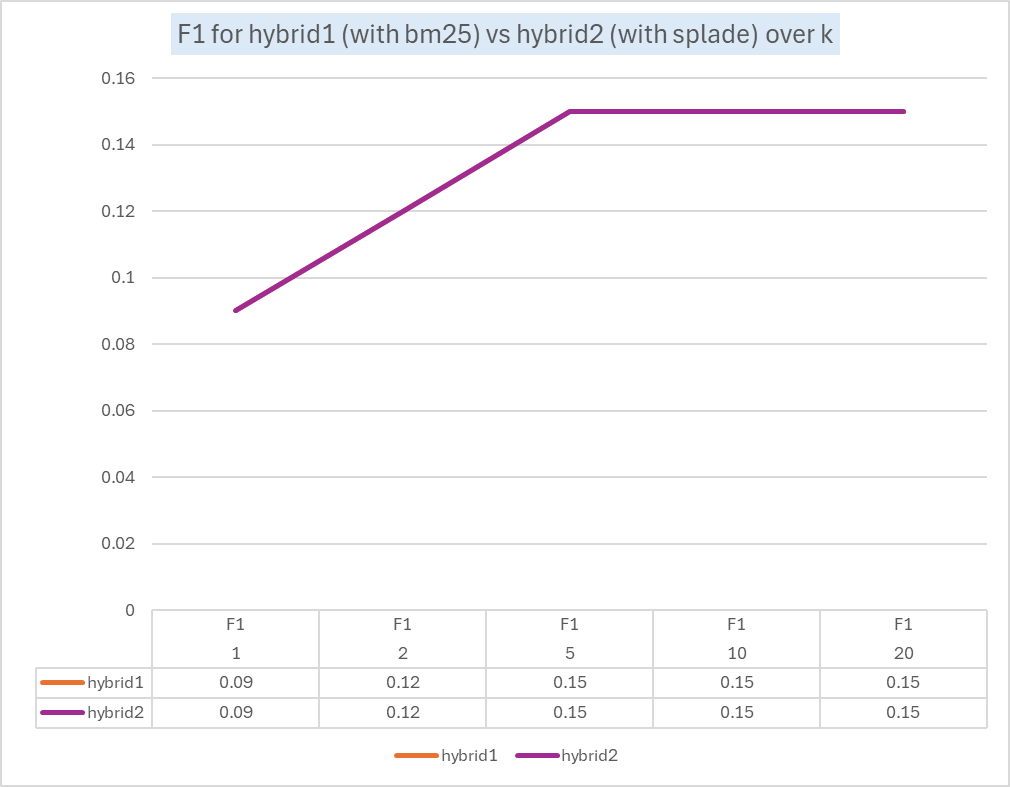 F1 for hybrid1 (with bm25) vs hybrid2 (with splade) over k
0.16
0.14
0.12
0.1
0.08
0.06
0.04
0.02
0
F1 F1 F1 F1 F1
1 2 5 10 20
hybrid1 0.09 0.12 0.15 0.15 0.15
hybrid2 0.09 0.12 0.15 0.15 0.15
hybrid1 hybrid2